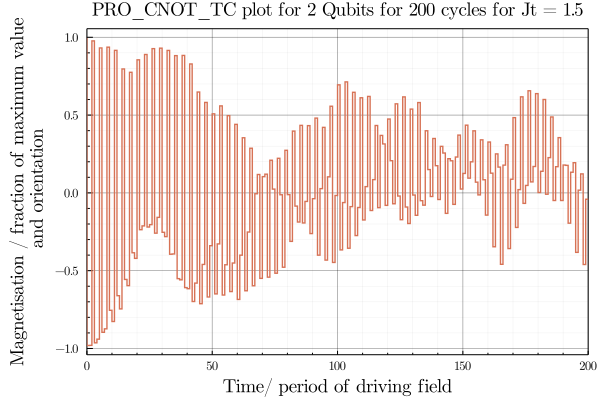 PRO_CNOT_TC plot for 2 Qubits for 200 cycles for Jt = 1.5
Magnetisation / fraction of maximum value
and orientation
1.0
0.5
0.0
−0.5
−1.0
0 50 100 150 200
Time/ period of driving field